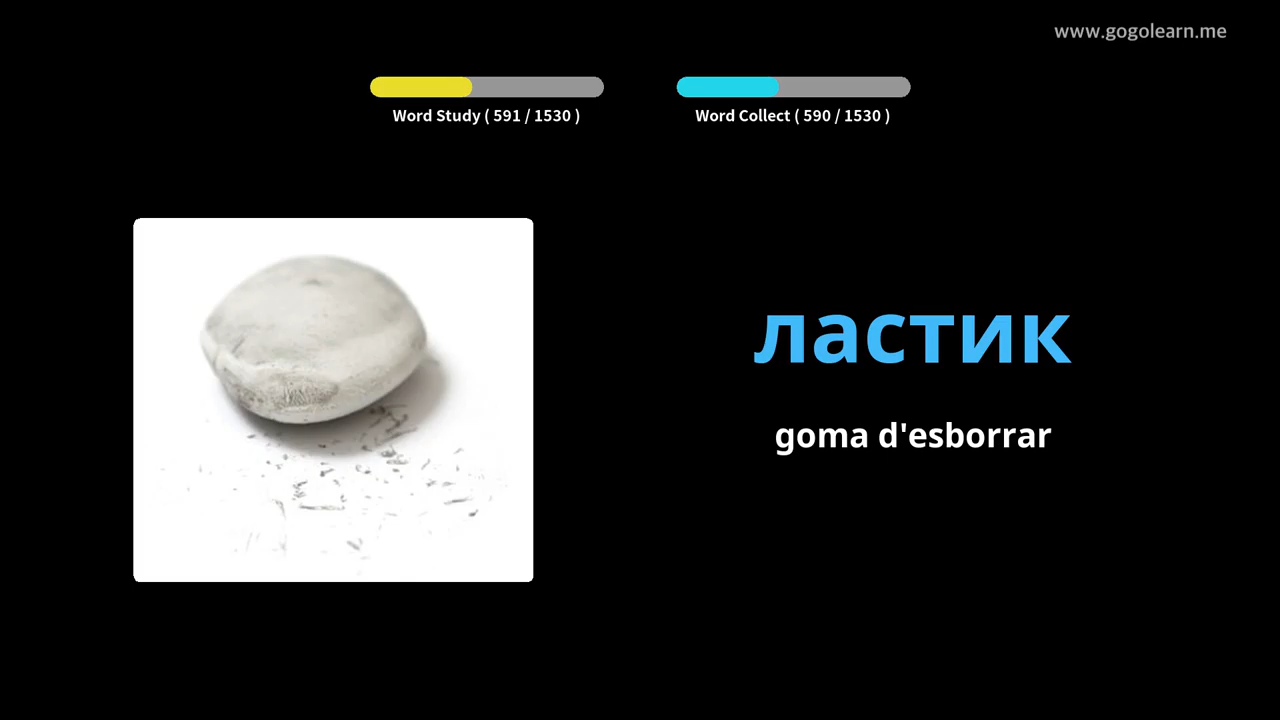 www.gogolearn.me
Word Study ( 591 / 1530 )
Word Collect ( 590 / 1530 )
ластик
goma d'esborrar